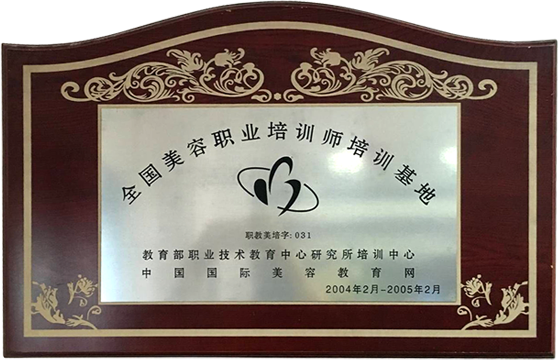 全国美容职业培训师培训基地
职教美培字:031
教育部职业技术教育中心研究所培训中心
中国国际美容教育网
2004年2月-2005年2月